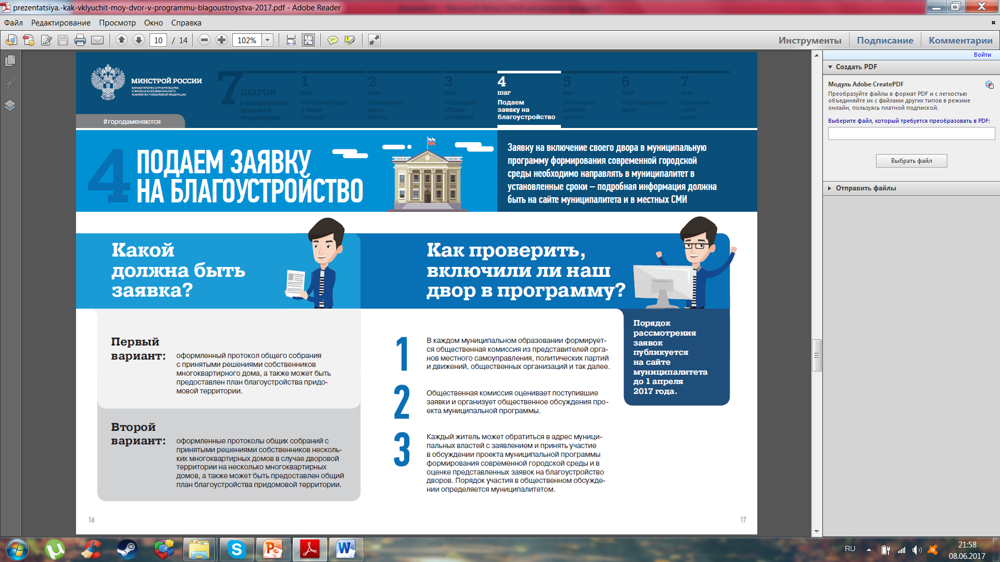 prezentatsiya.-kak-vklyuchit-moy-dvor-v-programmu-blagoustroystva-2017.pdf - Adobe Reader
Файл Редактирование Просмотр Окно Справка
10 / 14 102%
Инструменты Подписание Комментарии
Войти
Создать PDF
Модуль Adobe CreatePDF
Преобразуйте файлы в формат PDF и с легкостью
объединяйте их с файлами других типов в режиме
онлайн, пользуясь платной подпиской.
Выберите файл, который требуется преобразовать в PDF:
Выбрать файл
Отправить файлы
МИНСТРОЙ РОССИИ
МИНИСТЕРСТВО СТРОИТЕЛЬСТВА
И ЖИЛИЩНО-КОММУНАЛЬНОГО
ХОЗЯЙСТВА РОССИЙСКОЙ ФЕДЕРАЦИИ
#городаменяются
7 шагов
к комфортной
дворовой
территории
1
шаг
Что происходит
в моем
городе?
2
шаг
Планируем
двор
мечты
3
шаг
Проводим
общее
собрание
4
шаг
Подаем
заявку на
благоустройство
5
шаг
Согласуем
дизайн-
проект
6
шаг
Обустраиваем
двор
7
шаг
Бережем
свой
двор
4 ПОДАЕМ ЗАЯВКУ
НА БЛАГОУСТРОЙСТВО
Заявку на включение своего двора в муниципальную
программу формирования современной городской
среды необходимо направлять в муниципалитет в
установленные сроки – подробная информация должна
быть на сайте муниципалитета и в местных СМИ
Какой
должна быть
заявка?
Первый
вариант:
оформленный протокол общего собрания
с принятыми решениями собственников
многоквартирного дома, а также может быть
предоставлен план благоустройства придо-
мовой территории.
Второй
вариант:
оформленные протоколы общих собраний с
принятыми решениями собственников несколь-
ких многоквартирных домов в случае дворовой
территории на несколько многоквартирных
домов, а также может быть предоставлен общий
план благоустройства придомовой территории.
Как проверить,
включили ли наш
двор в программу?
1
В каждом муниципальном образовании формирует-
ся общественная комиссия из представителей орга-
нов местного самоуправления, политических партий
и движений, общественных организаций и так далее.
2
Общественная комиссия оценивает поступившие
заявки и организует общественное обсуждения про-
екта муниципальной программы.
3
Каждый житель может обратиться в адрес муници-
пальных властей с заявлением и принять участие
в обсуждении проекта муниципальной программы
формирования современной городской среды и в
оценке представленных заявок на благоустройство
дворов. Порядок участия в общественном обсужде-
нии определяется муниципалитетом.
Порядок
рассмотрения
заявок
публикуется
на сайте
муниципалитета
до 1 апреля
2017 года.
16
17
RU
21:58
08.06.2017